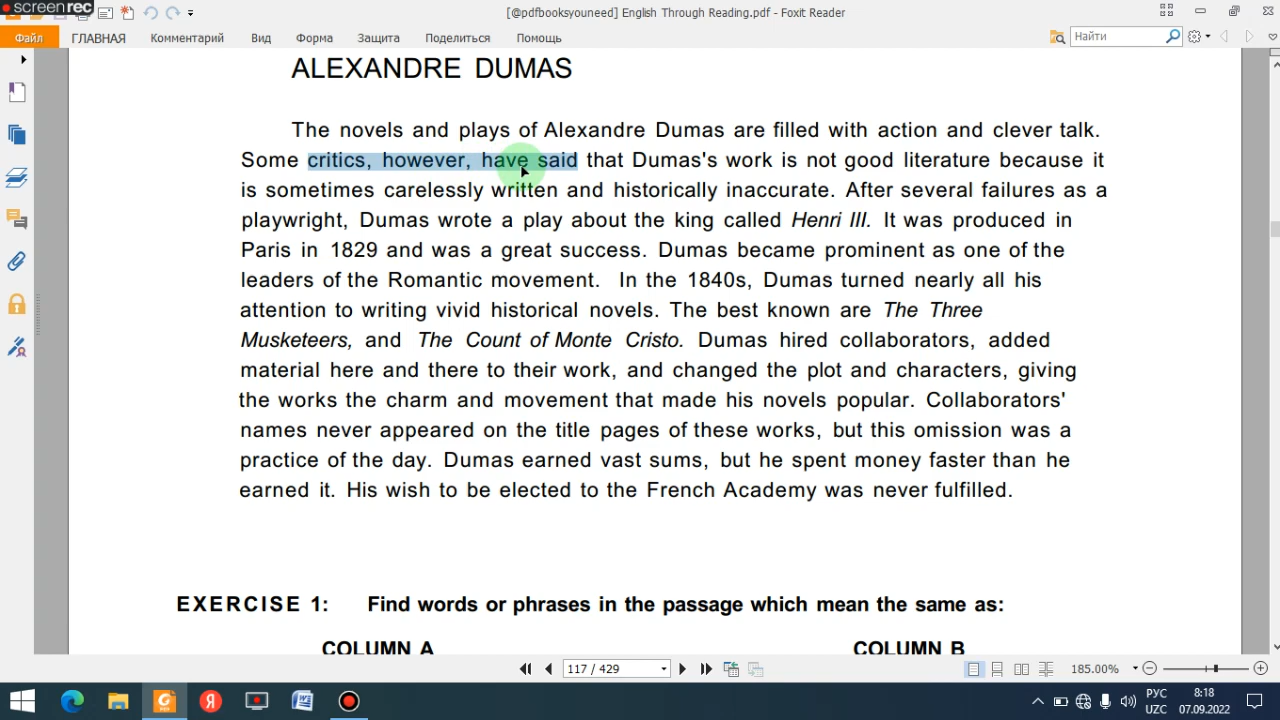 screenrec
[@pdfbooksyouneed] English Through Reading.pdf - Foxit Reader
Файл ГЛАВНАЯ Комментарий Вид Форма Защита Поделиться Помощь Найти
ALEXANDRE DUMAS
The novels and plays of Alexandre Dumas are filled with action and clever talk.
Some critics, however, have said that Dumas's work is not good literature because it
is sometimes carelessly written and historically inaccurate. After several failures as a
playwright, Dumas wrote a play about the king called Henri III. It was produced in
Paris in 1829 and was a great success. Dumas became prominent as one of the
leaders of the Romantic movement. In the 1840s, Dumas turned nearly all his
attention to writing vivid historical novels. The best known are The Three
Musketeers, and The Count of Monte Cristo. Dumas hired collaborators, added
material here and there to their work, and changed the plot and characters, giving
the works the charm and movement that made his novels popular. Collaborators'
names never appeared on the title pages of these works, but this omission was a
practice of the day. Dumas earned vast sums, but he spent money faster than he
earned it. His wish to be elected to the French Academy was never fulfilled.
EXERCISE 1: Find words or phrases in the passage which mean the same as:
COLUMN A COLUMN B
117 / 429 185.00%
РУС 8:18
UZC 07.09.2022